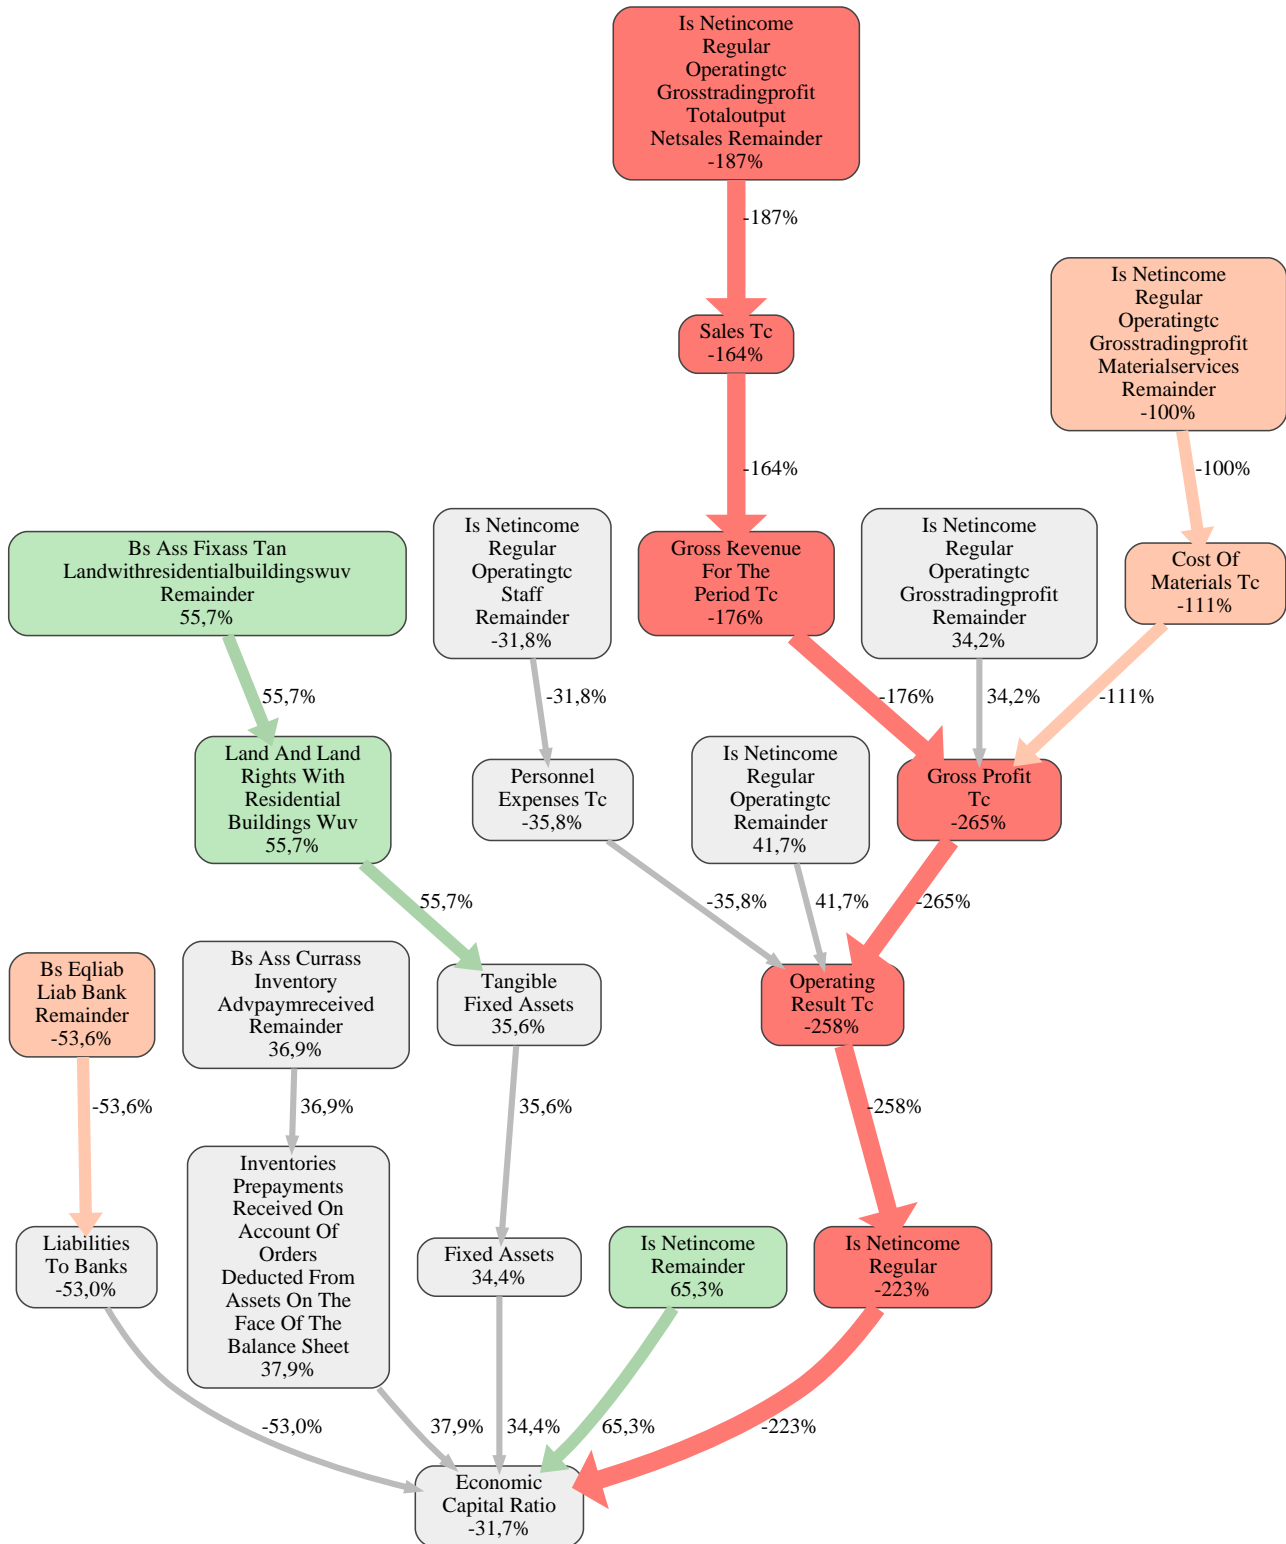 Is Netincome
Regular
Operatingtc
Grosstradingprofit
Totaloutput
Netsales Remainder
-187%
-187%
Is Netincome
Regular
Operatingtc
Grosstradingprofit
Materialservices
Remainder
-100%
Sales Tc
-164%
-164%
-100%
Bs Ass Fixass Tan
Landwithresidentialbuildingswuv
Remainder
55,7%
Is Netincome
Regular
Operatingtc
Staff
Remainder
-31,8%
Gross Revenue
For The
Period Tc
-176%
Is Netincome
Regular
Operatingtc
Grosstradingprofit
Remainder
34,2%
Cost Of
Materials Tc
-111%
55,7%
-31,8%
-176%
34,2%
-111%
Land And Land
Rights With
Residential
Buildings Wuv
55,7%
Personnel
Expenses Tc
-35,8%
Is Netincome
Regular
Operatingtc
Remainder
41,7%
Gross Profit
Tc
-265%
55,7%
-35,8%
41,7%
-265%
Bs Eqliab
Liab Bank
Remainder
-53,6%
Bs Ass Currass
Inventory
Advpaymreceived
Remainder
36,9%
Tangible
Fixed Assets
35,6%
Operating
Result Tc
-258%
-53,6%
36,9%
35,6%
-258%
Liabilities
To Banks
-53,0%
Inventories
Prepayments
Received On
Account Of
Orders
Deducted From
Assets On The
Face Of The
Balance Sheet
37,9%
Fixed Assets
34,4%
Is Netincome
Remainder
65,3%
Is Netincome
Regular
-223%
-53,0%
37,9%
34,4%
65,3%
-223%
Economic
Capital Ratio
-31,7%